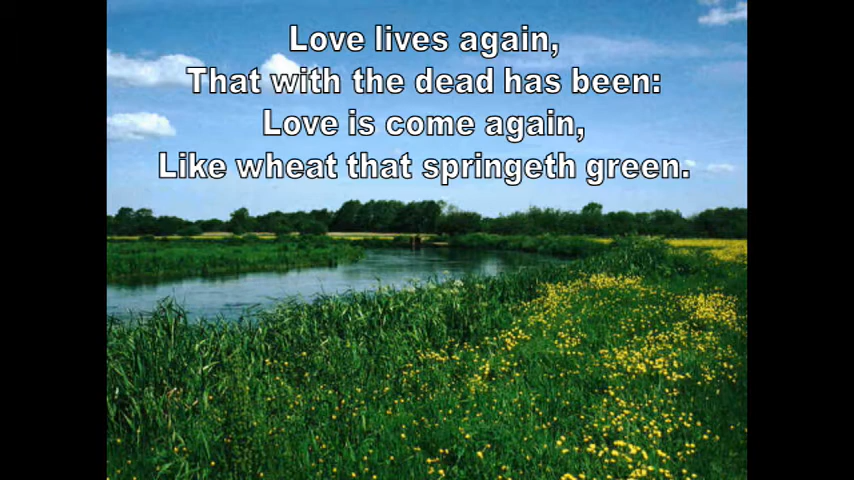 Love lives again,
That with the dead has been:
Love is come again,
Like wheat that springeth green.